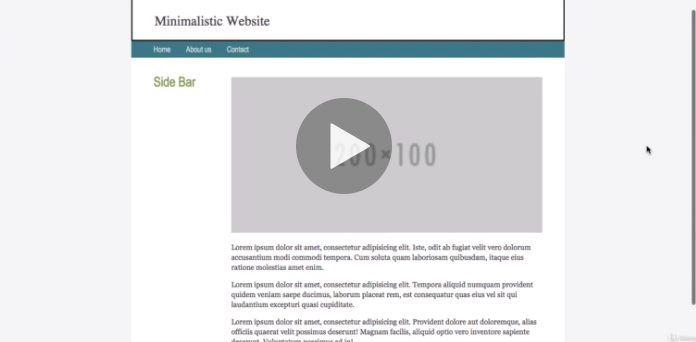 Minimalistic Website
Home About us Contact
Side Bar
200×100
Lorem ipsum dolor sit amet, consectetur adipisicing elit. Iste, odit ab fugiat velit vero dolorum
accusantium modi commodi tempora. Cum soluta quam laboriosam quibusdam, itaque eius
ratione molestias amet enim.
Lorem ipsum dolor sit amet, consectetur adipisicing elit. Tempora aliquid numquam provident
quidem veniam saepe ducimus, laborum placeat rem, est consequatur quas eius vel sit qui
laudantium excepturi quasi cupiditate.
Lorem ipsum dolor sit amet, consectetur adipisicing elit. Provident dolore aut doloremque, alias
officiis quaerat velit possimus deserunt! Magnam facilis, aliquid optio vero inventore sapiente